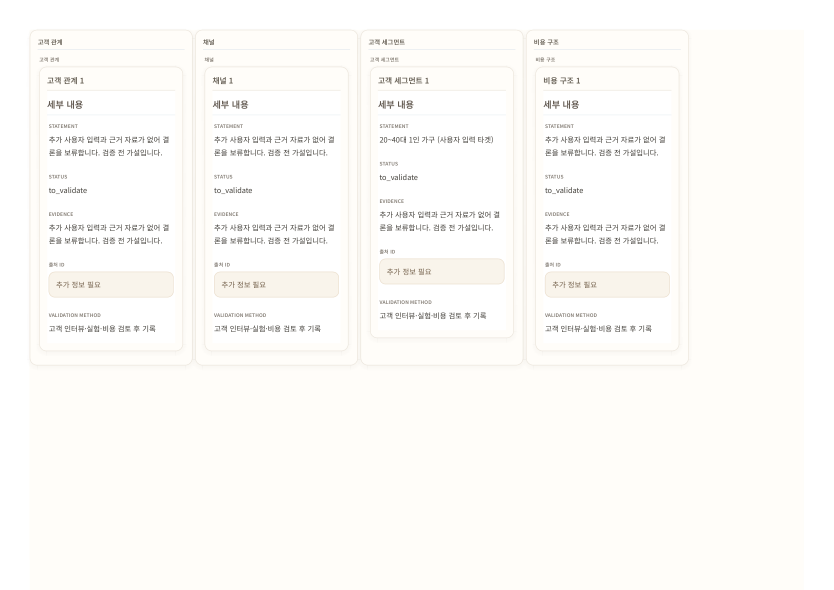 고객 관계
고객 관계
고객 관계 1
세부 내용
STATEMENT
추가 사용자 입력과 근거 자료가 없어 결
론을 보류합니다. 검증 전 가설입니다.
STATUS
to_validate
EVIDENCE
추가 사용자 입력과 근거 자료가 없어 결
론을 보류합니다. 검증 전 가설입니다.
출처 ID
추가 정보 필요
VALIDATION METHOD
고객 인터뷰·실험·비용 검토 후 기록
채널
채널
채널 1
세부 내용
STATEMENT
추가 사용자 입력과 근거 자료가 없어 결
론을 보류합니다. 검증 전 가설입니다.
STATUS
to_validate
EVIDENCE
추가 사용자 입력과 근거 자료가 없어 결
론을 보류합니다. 검증 전 가설입니다.
출처 ID
추가 정보 필요
VALIDATION METHOD
고객 인터뷰·실험·비용 검토 후 기록
고객 세그먼트
고객 세그먼트
고객 세그먼트 1
세부 내용
STATEMENT
20~40대 1인 가구 (사용자 입력 타겟)
STATUS
to_validate
EVIDENCE
추가 사용자 입력과 근거 자료가 없어 결
론을 보류합니다. 검증 전 가설입니다.
출처 ID
추가 정보 필요
VALIDATION METHOD
고객 인터뷰·실험·비용 검토 후 기록
비용 구조
비용 구조
비용 구조 1
세부 내용
STATEMENT
추가 사용자 입력과 근거 자료가 없어 결
론을 보류합니다. 검증 전 가설입니다.
STATUS
to_validate
EVIDENCE
추가 사용자 입력과 근거 자료가 없어 결
론을 보류합니다. 검증 전 가설입니다.
출처 ID
추가 정보 필요
VALIDATION METHOD
고객 인터뷰·실험·비용 검토 후 기록